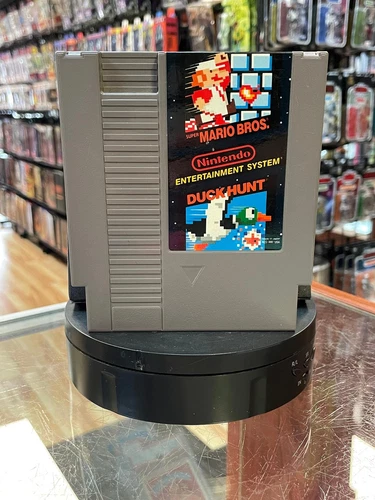 SUPER MARIO BROS.
Nintendo
ENTERTAINMENT SYSTEM
DUCK HUNT